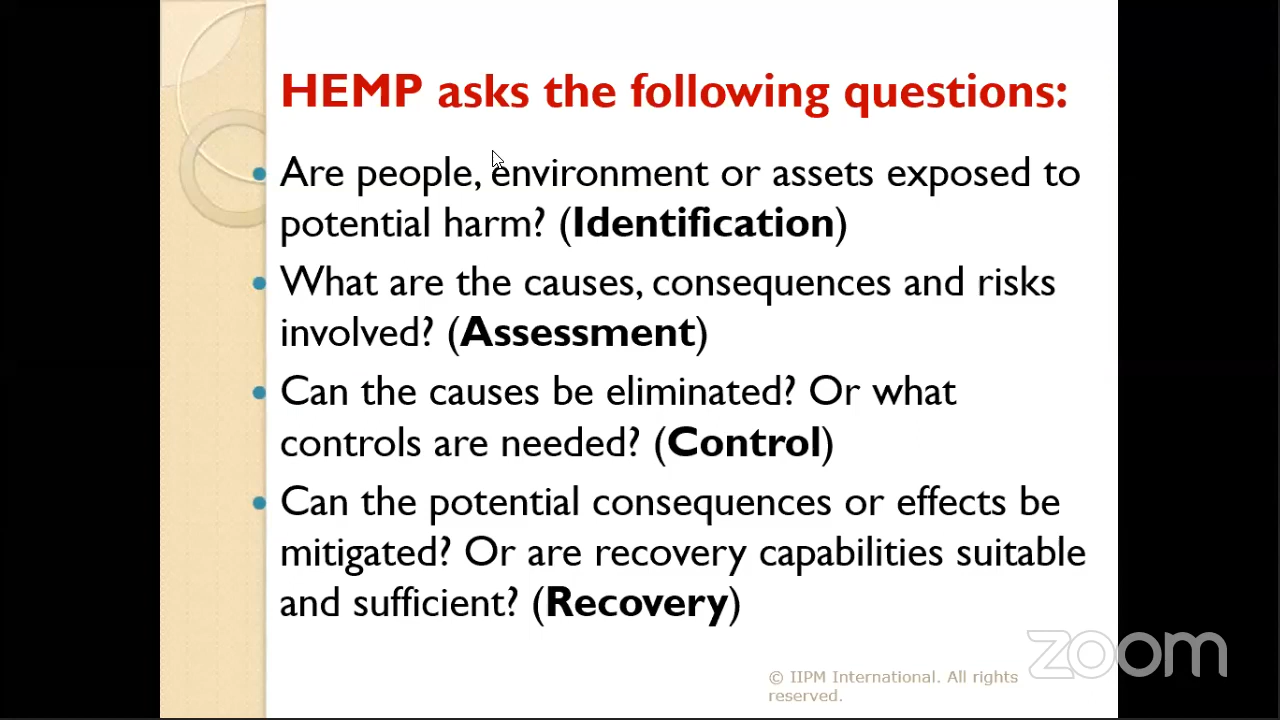 HEMP asks the following questions:
• Are people, environment or assets exposed to
potential harm? (Identification)
• What are the causes, consequences and risks
involved? (Assessment)
• Can the causes be eliminated? Or what
controls are needed? (Control)
• Can the potential consequences or effects be
mitigated? Or are recovery capabilities suitable
and sufficient? (Recovery)
zoom
© IIPM International. All rights
reserved.